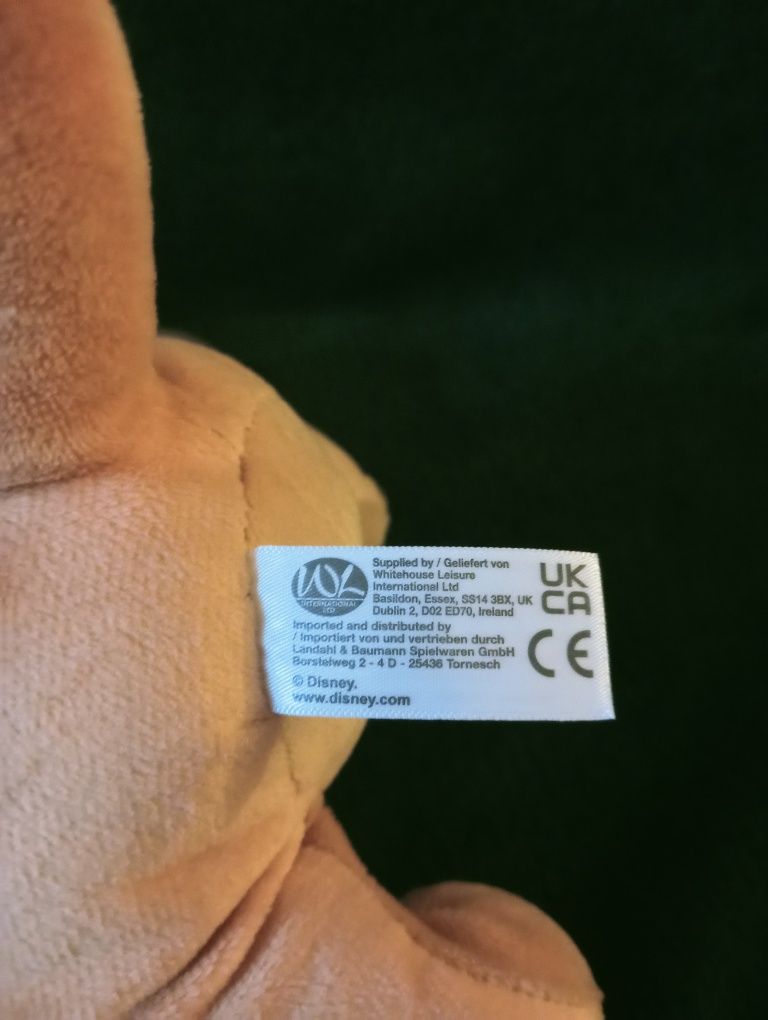 WL
INTERNATIONAL
LTD
Supplied by / Geliefert von
Whitehouse Leisure
International Ltd
Basildon, Essex, SS14 3BX, UK
Dublin 2, D02 ED70, Ireland
Imported and distributed by
/ Importiert von und vertrieben durch
Landahl & Baumann Spielwaren GmbH
Borstelweg 2 - 4 D - 25436 Tornesch
© Disney,
www.disney.com
UK
CA
CE